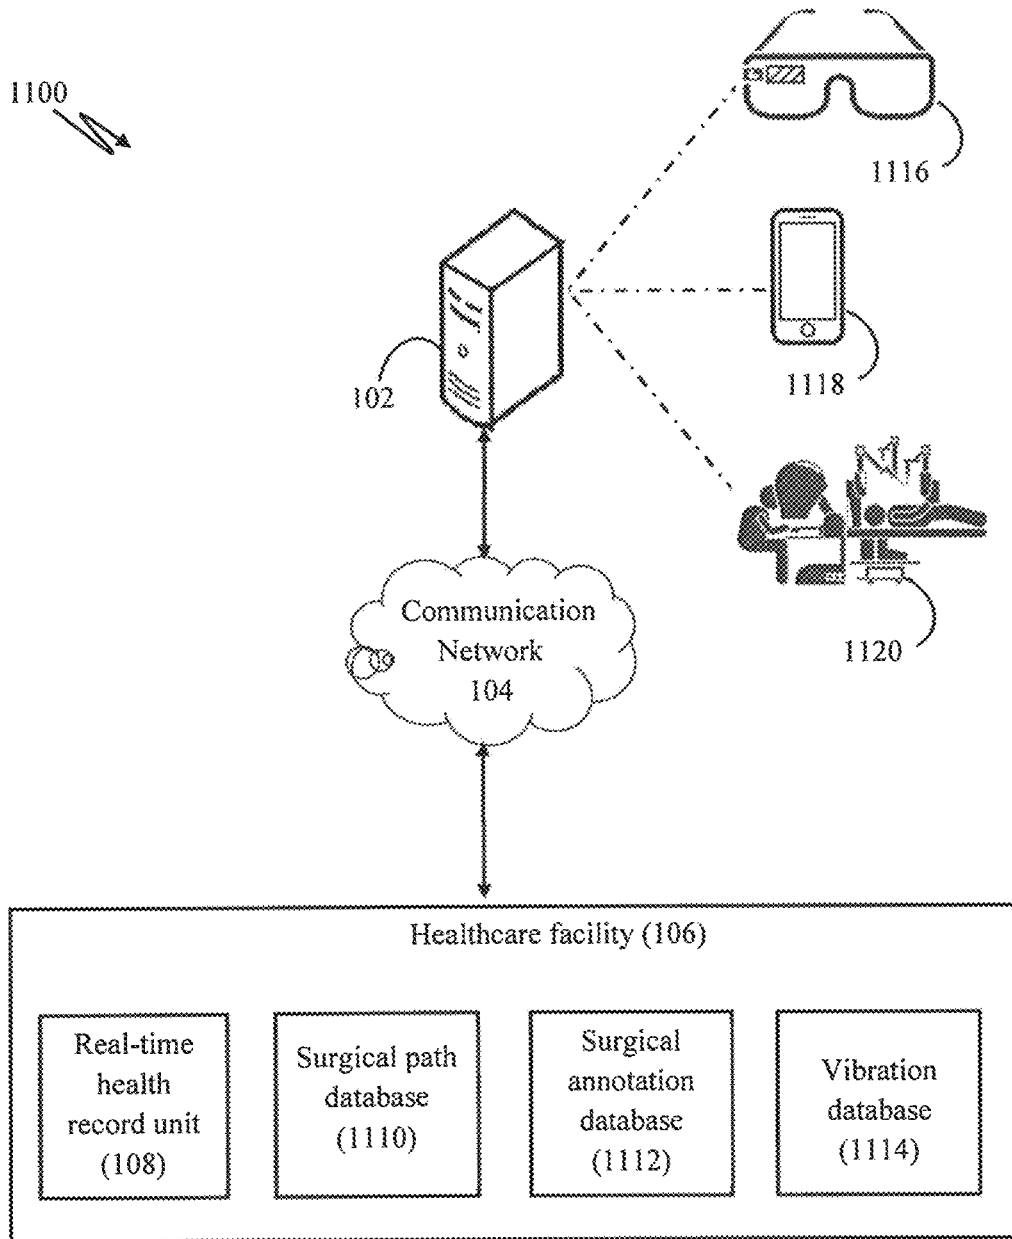 1100
1116
1118
102
1120
Communication
Network
104
Healthcare facility (106)
Real-time
health
record unit
(108)
Surgical path
database
(1110)
Surgical
annotation
database
(1112)
Vibration
database
(1114)